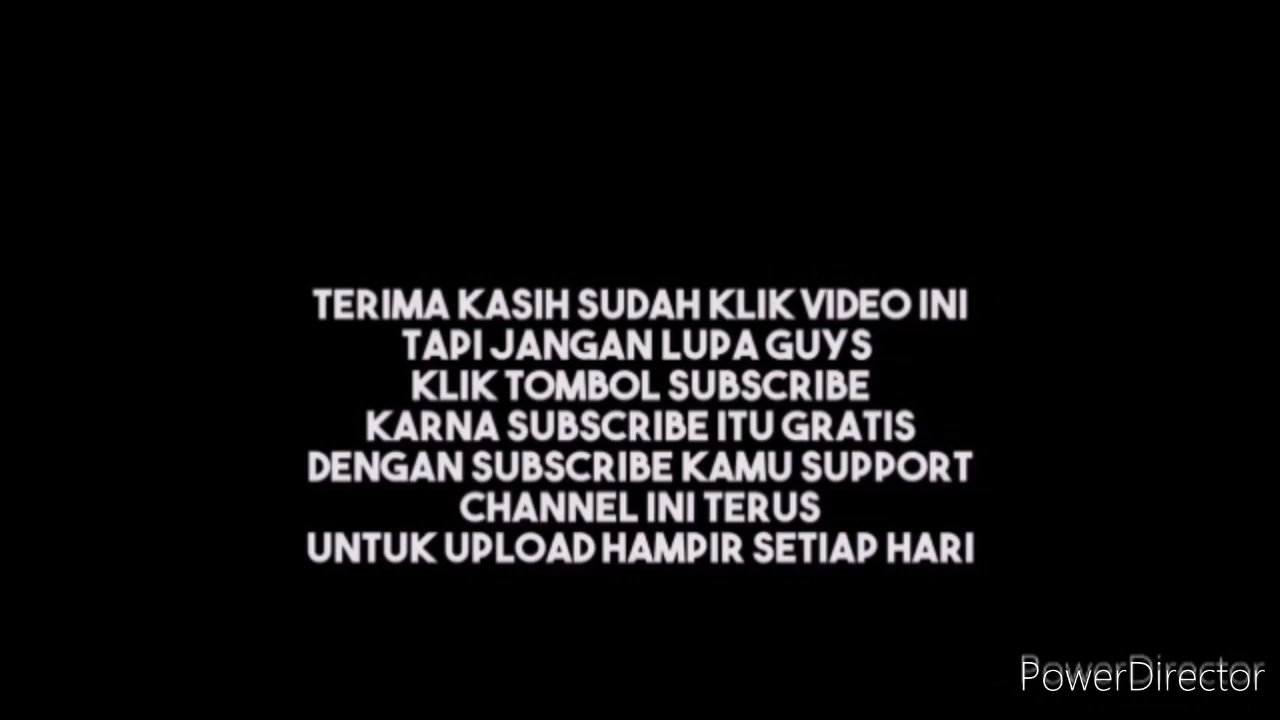 TERIMA KASIH SUDAH KLIK VIDEO INI
TAPI JANGAN LUPA GUYS
KLIK TOMBOL SUBSCRIBE
KARNA SUBSCRIBE ITU GRATIS
DENGAN SUBSCRIBE KAMU SUPPORT
CHANNEL INI TERUS
UNTUK UPLOAD HAMPIR SETIAP HARI
PowerDirector